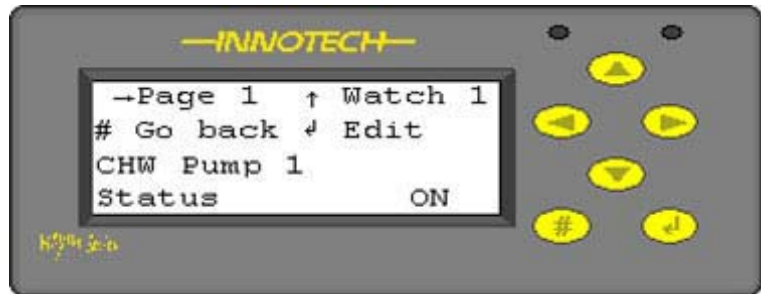 INNOTECH
→Page 1 ↑ Watch 1
# Go back ↲ Edit
CHW Pump 1
Status ON
# ↲